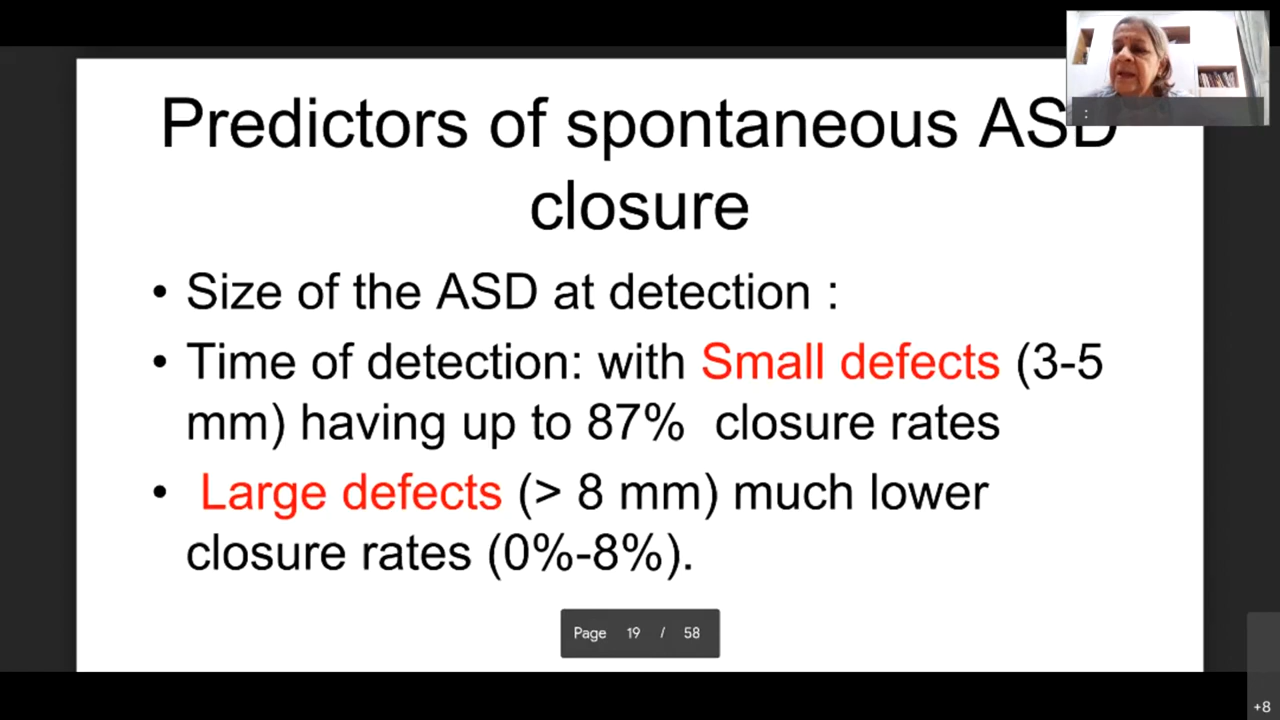 Predictors of spontaneous ASD
closure
• Size of the ASD at detection :
• Time of detection: with Small defects (3-5
mm) having up to 87% closure rates
• Large defects (> 8 mm) much lower
closure rates (0%-8%).
Page 19 / 58
:
+8